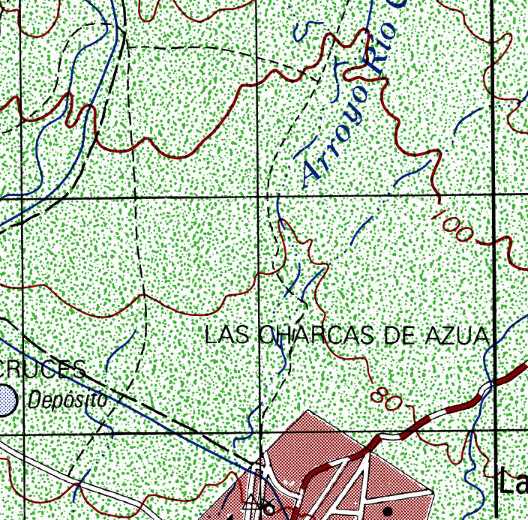 Arroyo Río
100
LAS CHARCAS DE AZUA
CRUCES
Depósito
80
La